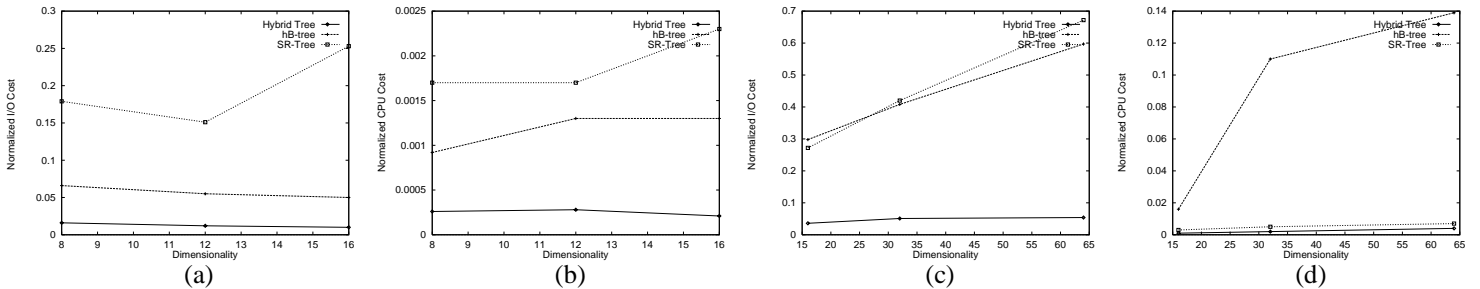 0.3
0.25
0.2
0.15
0.1
0.05
0
Normalized I/O Cost
Hybrid Tree
hB-tree
SR-Tree
8 9 10 11 12 13 14 15 16
Dimensionality
(a)
0.0025
0.002
0.0015
0.001
0.0005
0
Normalized CPU Cost
Hybrid Tree
hB-tree
SR-Tree
8 9 10 11 12 13 14 15 16
Dimensionality
(b)
0.7
0.6
0.5
0.4
0.3
0.2
0.1
0
Normalized I/O Cost
Hybrid Tree
hB-tree
SR-Tree
15 20 25 30 35 40 45 50 55 60 65
Dimensionality
(c)
0.14
0.12
0.1
0.08
0.06
0.04
0.02
0
Normalized CPU Cost
Hybrid Tree
hB-tree
SR-Tree
15 20 25 30 35 40 45 50 55 60 65
Dimensionality
(d)